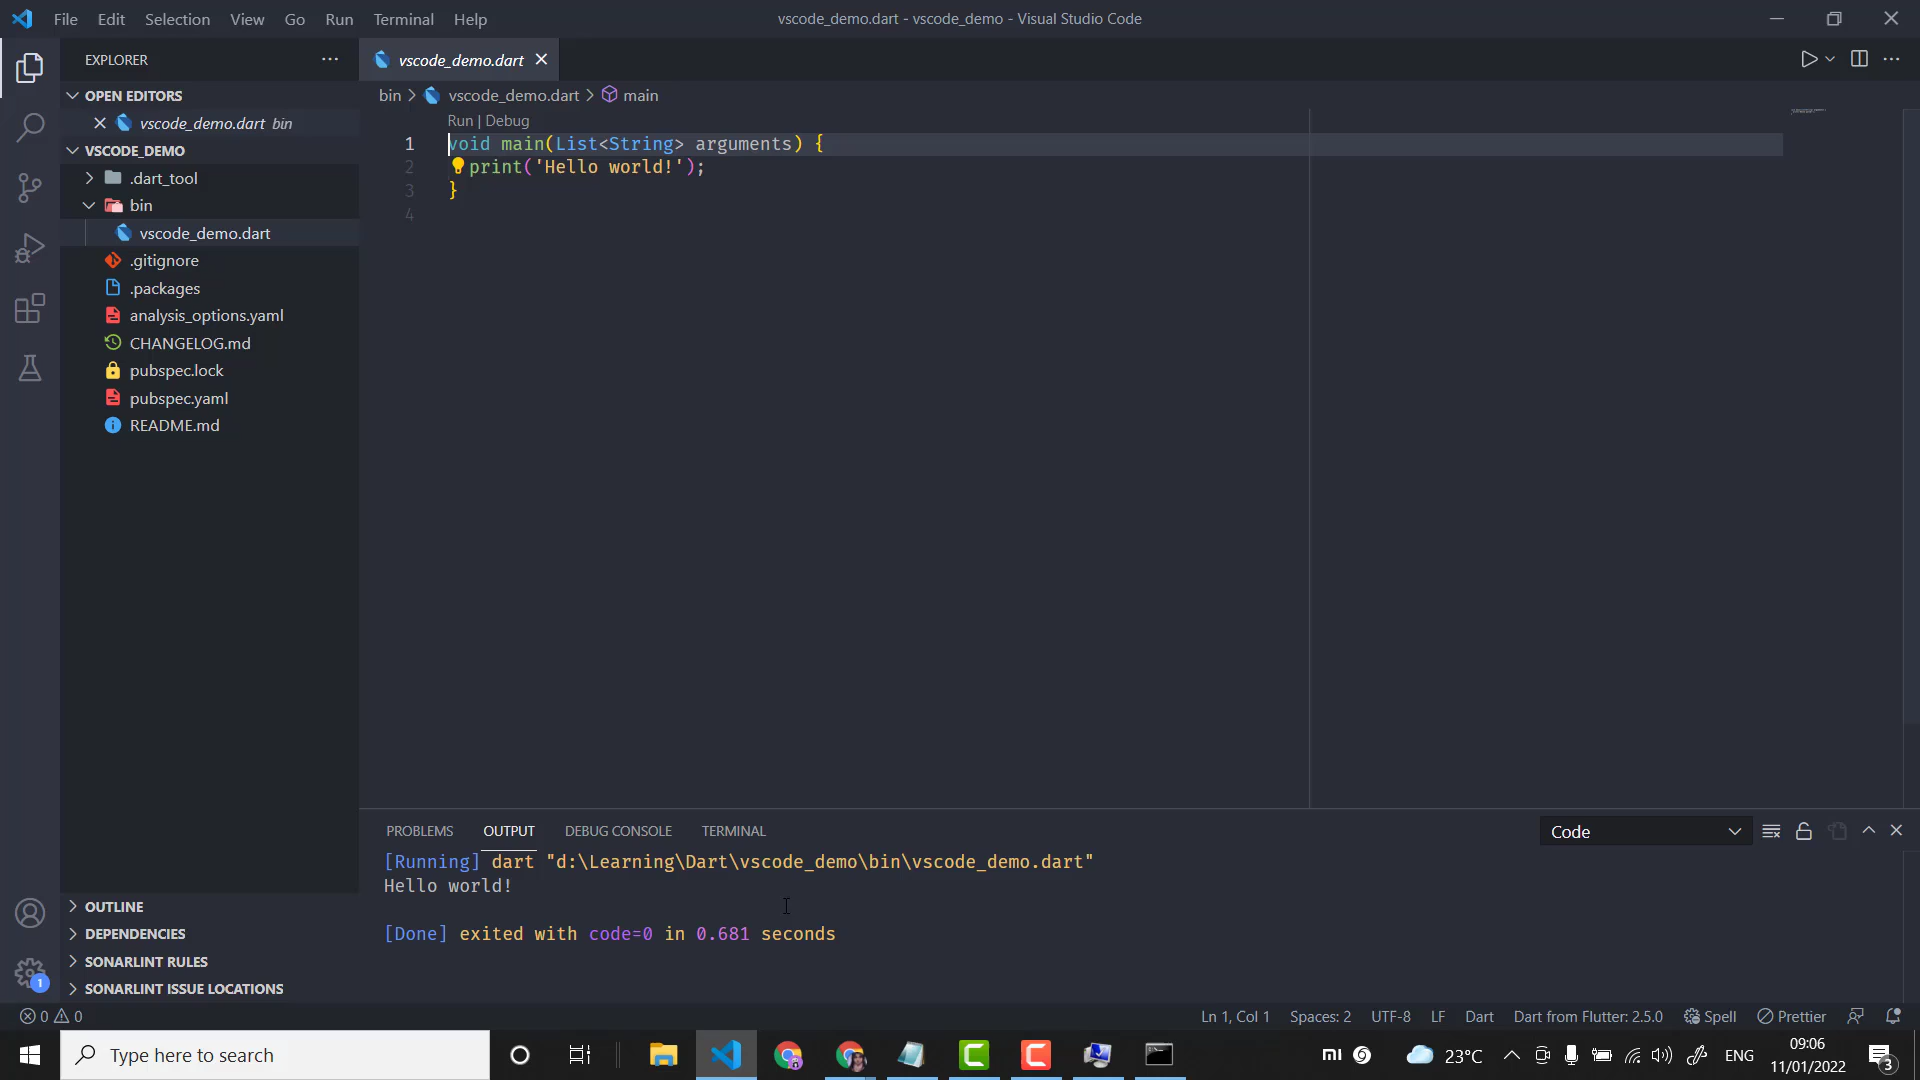 File Edit Selection View Go Run Terminal Help
vscode_demo.dart - vscode_demo - Visual Studio Code
EXPLORER
OPEN EDITORS
vscode_demo.dart bin
VSCODE_DEMO
.dart_tool
bin
vscode_demo.dart
.gitignore
.packages
analysis_options.yaml
CHANGELOG.md
pubspec.lock
pubspec.yaml
README.md
OUTLINE
DEPENDENCIES
SONARLINT RULES
SONARLINT ISSUE LOCATIONS
vscode_demo.dart
bin > vscode_demo.dart > main
Run | Debug
1 void main(List<String> arguments) {
2 print('Hello world!');
3 }
4
PROBLEMS OUTPUT DEBUG CONSOLE TERMINAL
Code
[Running] dart "d:\Learning\Dart\vscode_demo\bin\vscode_demo.dart"
Hello world!
[Done] exited with code=0 in 0.681 seconds
1
0 0
Ln 1, Col 1 Spaces: 2 UTF-8 LF Dart Dart from Flutter: 2.5.0 Spell Prettier
Type here to search
mi 23°C ENG
09:06
11/01/2022
3